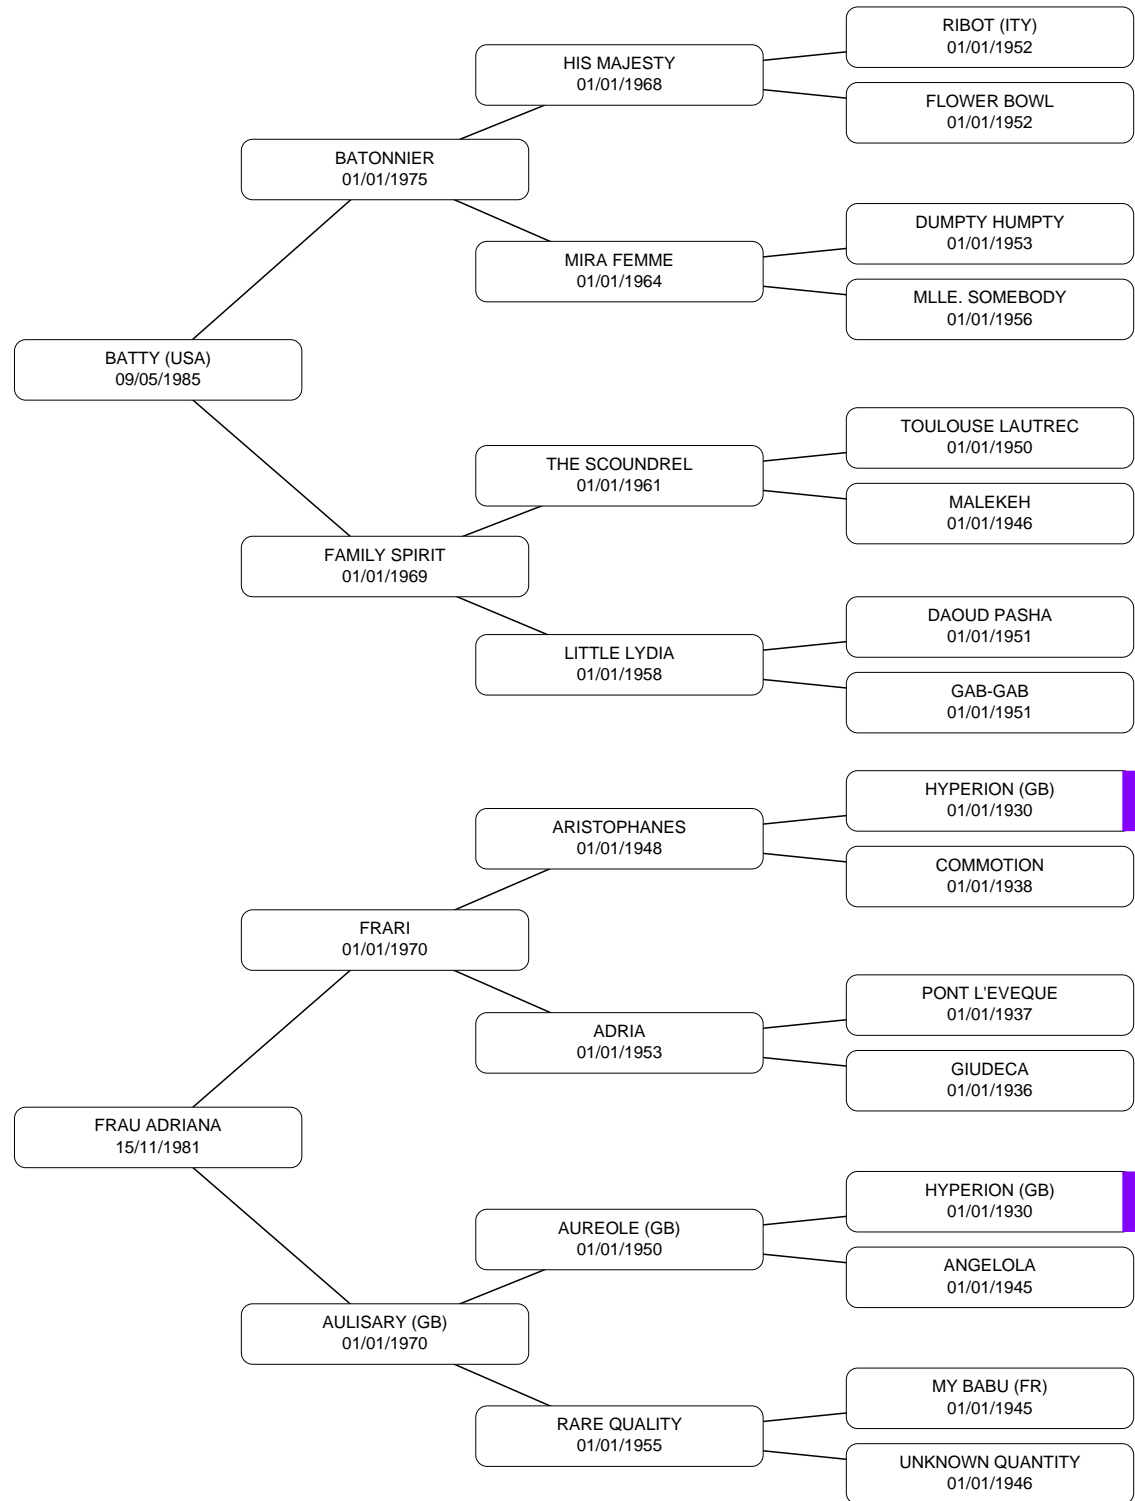 RIBOT (ITY)
01/01/1952
HIS MAJESTY
01/01/1968
FLOWER BOWL
01/01/1952
BATONNIER
01/01/1975
DUMPTY HUMPTY
01/01/1953
MIRA FEMME
01/01/1964
MLLE. SOMEBODY
01/01/1956
BATTY (USA)
09/05/1985
TOULOUSE LAUTREC
01/01/1950
THE SCOUNDREL
01/01/1961
MALEKEH
01/01/1946
FAMILY SPIRIT
01/01/1969
DAOUD PASHA
01/01/1951
LITTLE LYDIA
01/01/1958
GAB-GAB
01/01/1951
HYPERION (GB)
01/01/1930
ARISTOPHANES
01/01/1948
COMMOTION
01/01/1938
FRARI
01/01/1970
PONT L'EVEQUE
01/01/1937
ADRIA
01/01/1953
GIUDECA
01/01/1936
FRAU ADRIANA
15/11/1981
HYPERION (GB)
01/01/1930
AUREOLE (GB)
01/01/1950
ANGELOLA
01/01/1945
AULISARY (GB)
01/01/1970
MY BABU (FR)
01/01/1945
RARE QUALITY
01/01/1955
UNKNOWN QUANTITY
01/01/1946